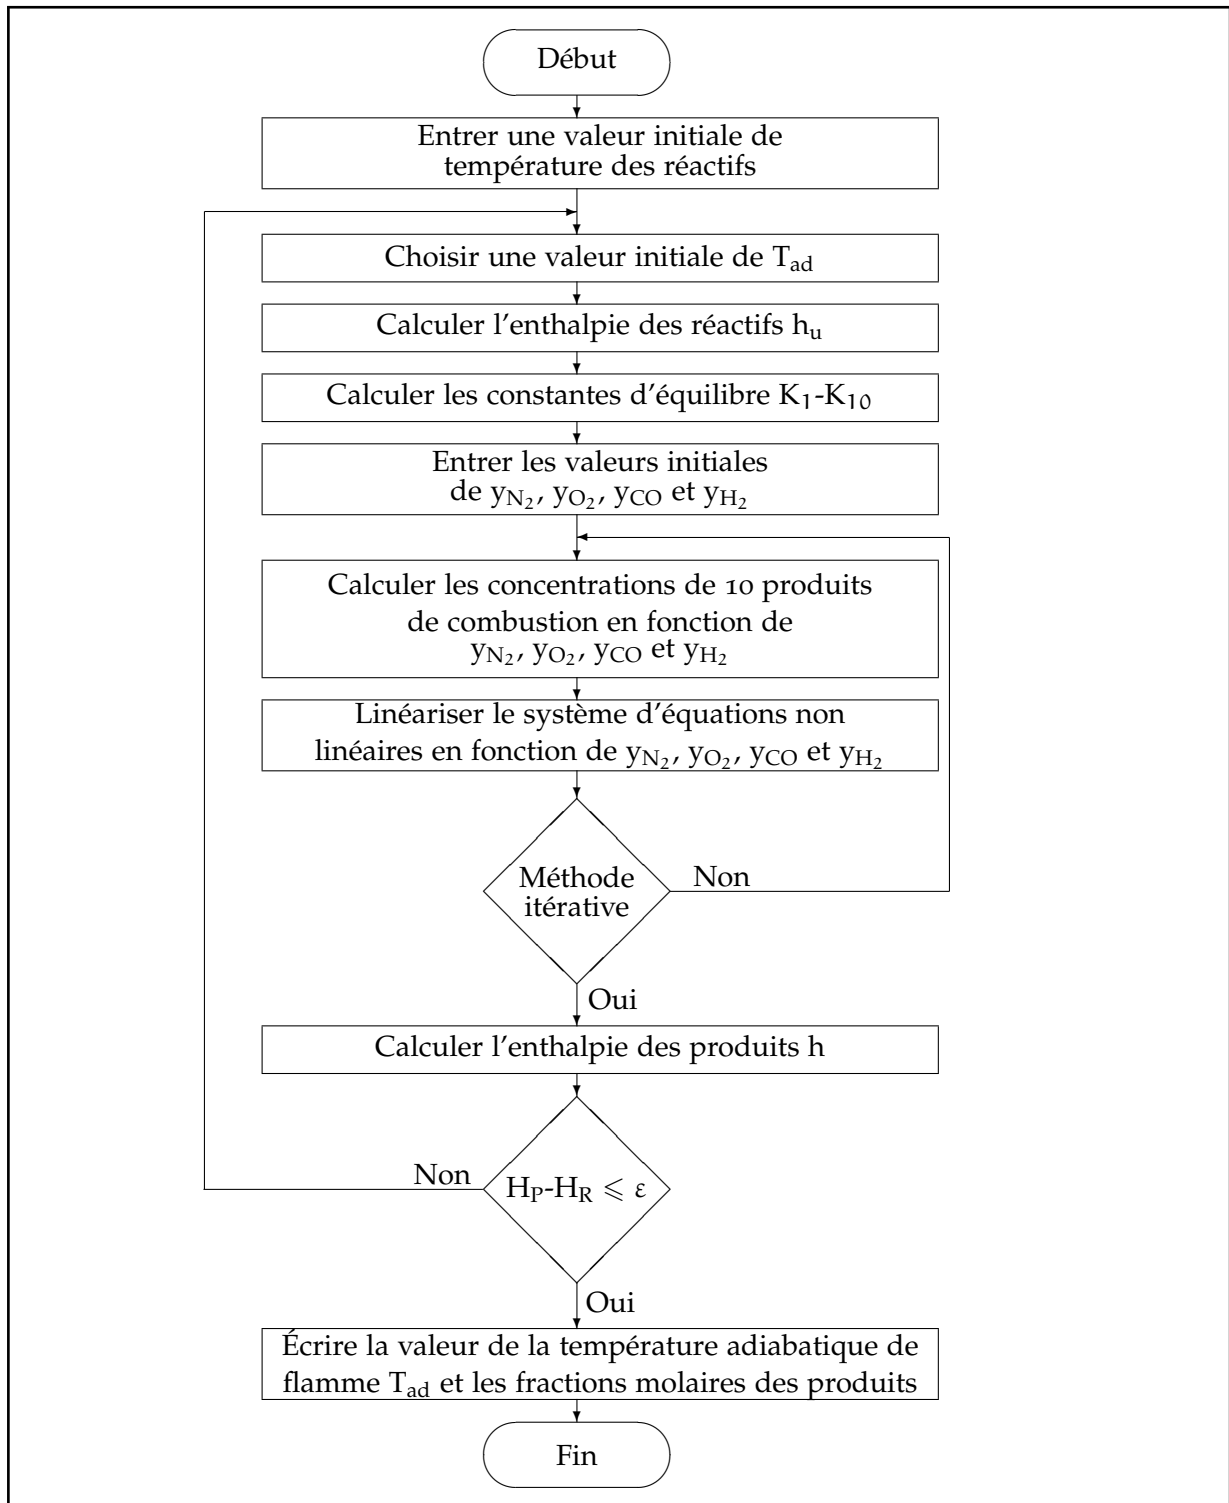 Début
Entrer une valeur initiale de
température des réactifs
Choisir une valeur initiale de T_ad
Calculer l'enthalpie des réactifs h_u
Calculer les constantes d'équilibre K_1-K_10
Entrer les valeurs initiales
de y_N₂, y_O₂, y_CO et y_H₂
Calculer les concentrations de 10 produits
de combustion en fonction de
y_N₂, y_O₂, y_CO et y_H₂
Linéariser le système d'équations non
linéaires en fonction de y_N₂, y_O₂, y_CO et y_H₂
Méthode
itérative
Non
Oui
Calculer l'enthalpie des produits h
Non
H_P-H_R ⩽ ε
Oui
Écrire la valeur de la température adiabatique de
flamme T_ad et les fractions molaires des produits
Fin